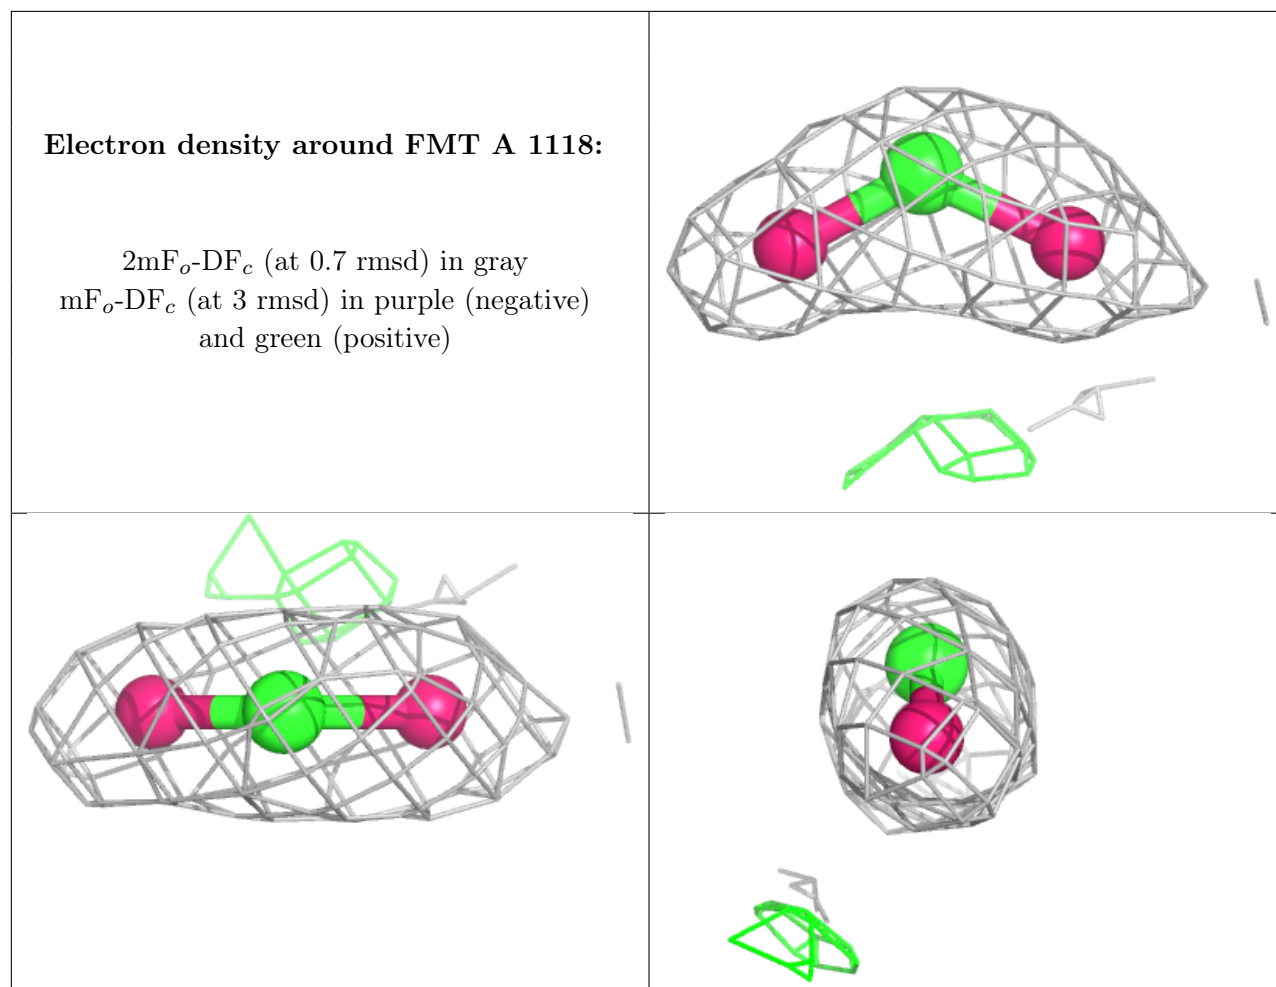 Electron density around FMT A 1118:
2mFo-DFc (at 0.7 rmsd) in gray
mFo-DFc (at 3 rmsd) in purple (negative)
and green (positive)